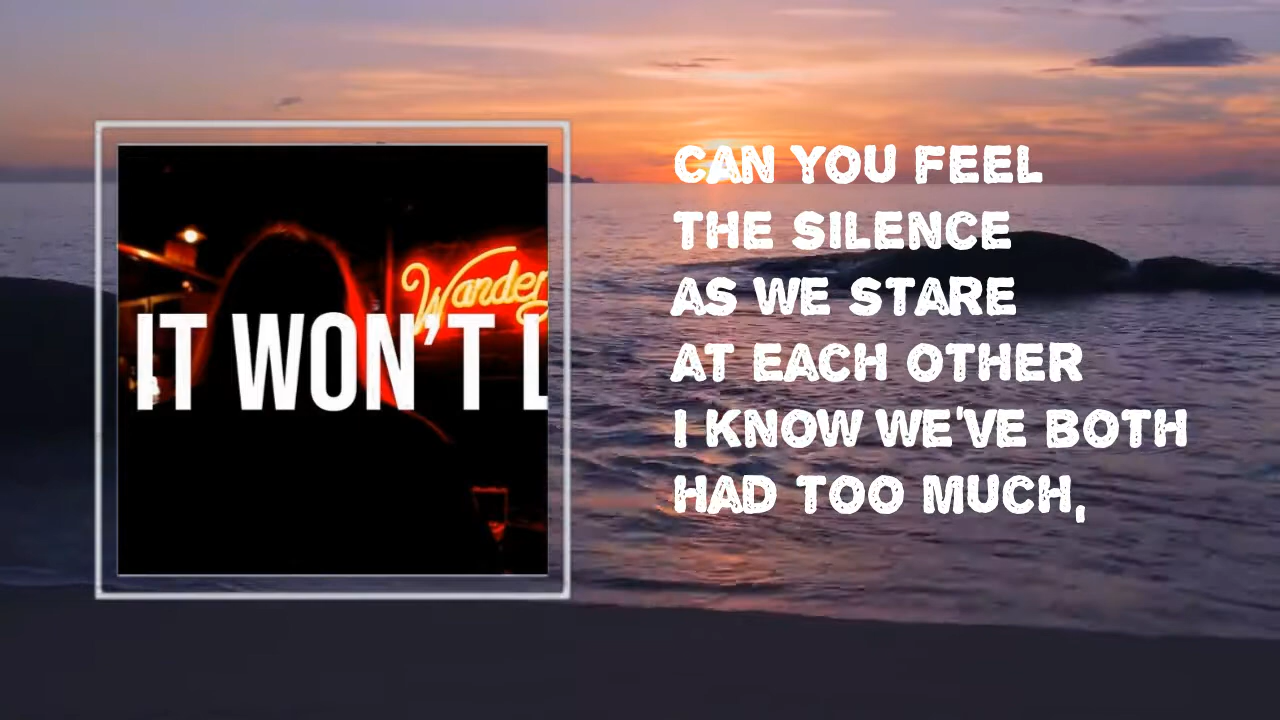 Wander
IT WON'T L
CAN YOU FEEL
THE SILENCE
AS WE STARE
AT EACH OTHER
I KNOW WE'VE BOTH
HAD TOO MUCH,